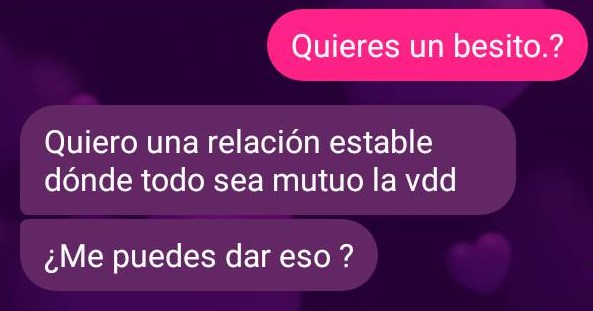 Quieres un besito.?
Quiero una relación estable
dónde todo sea mutuo la vdd
¿Me puedes dar eso ?